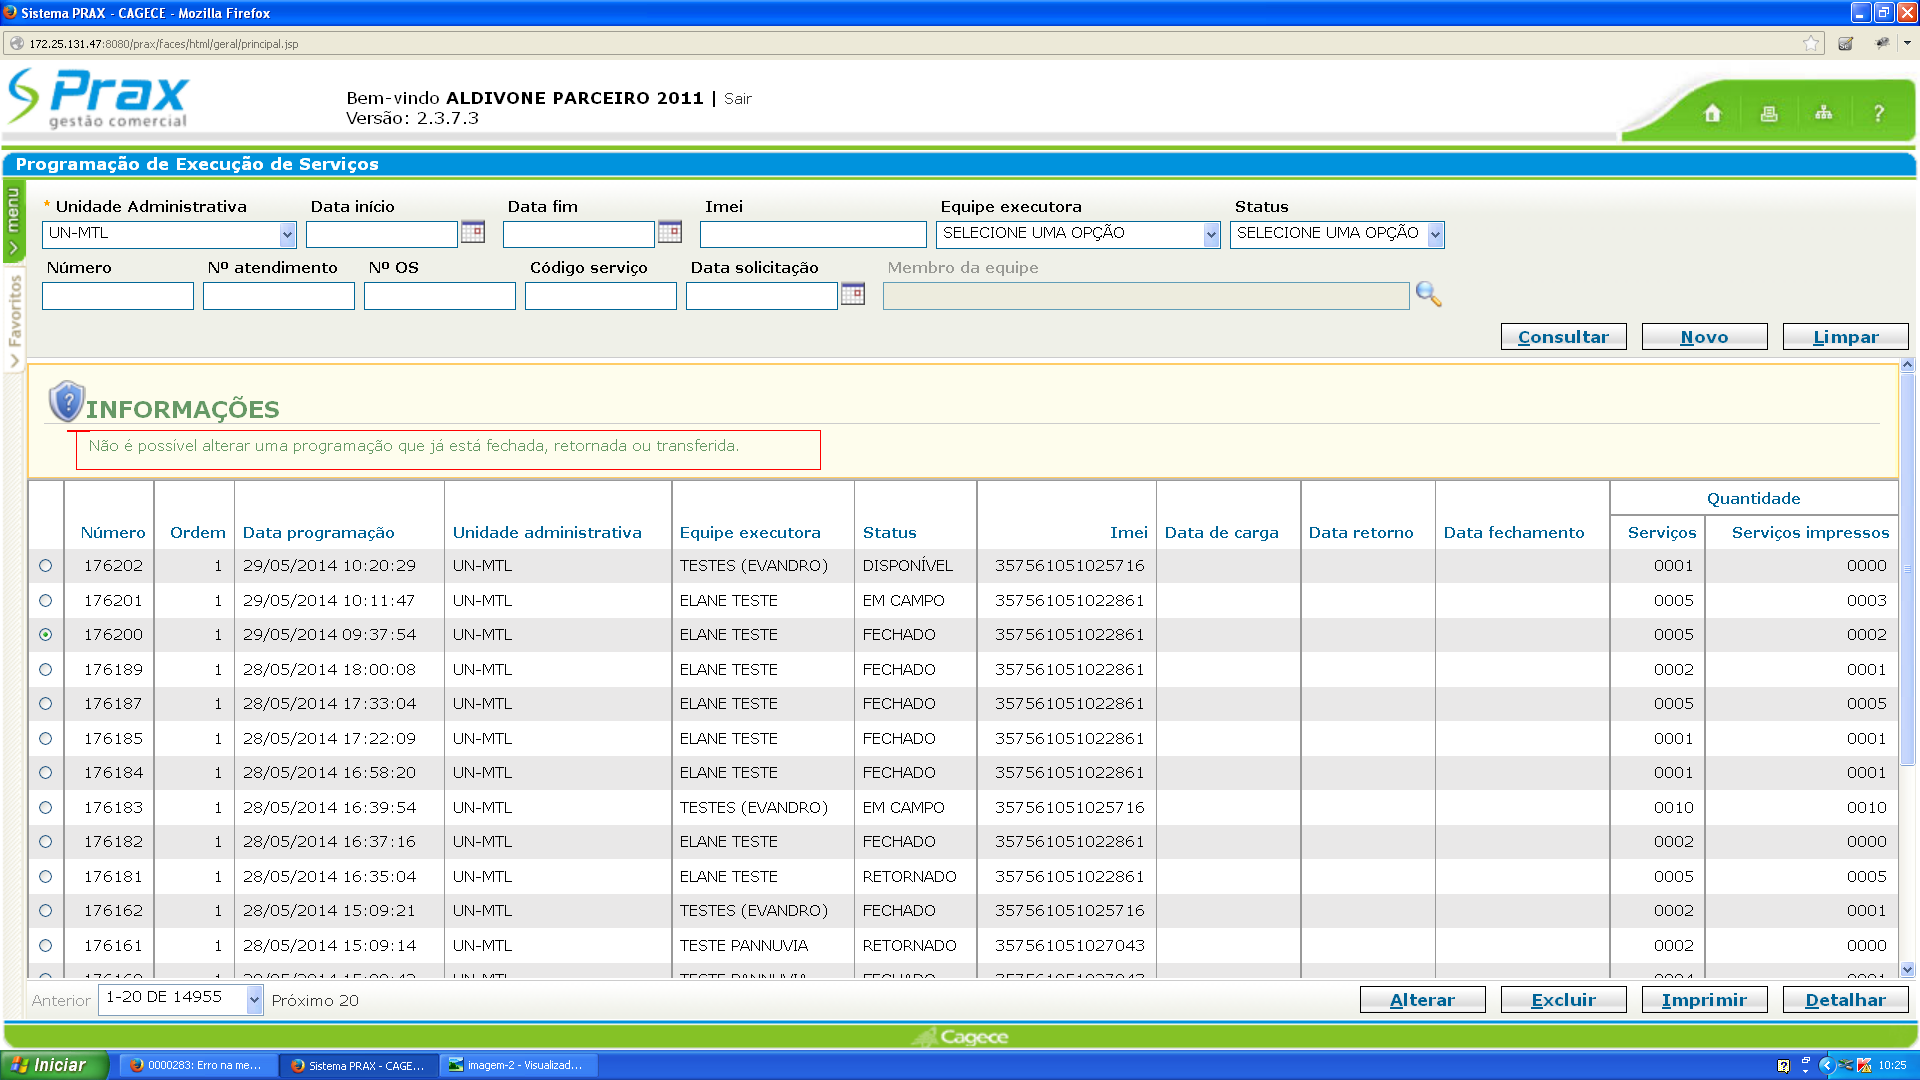 Sistema PRAX - CAGECE - Mozilla Firefox
172.25.131.47:8080/prax/faces/html/geral/principal.jsp
Prax
gestão comercial
Bem-vindo ALDIVONE PARCEIRO 2011 | Sair
Versão: 2.3.7.3
?
Programação de Execução de Serviços
menu
Favoritos
* Unidade Administrativa Data início Data fim Imei Equipe executora Status
UN-MTL SELECIONE UMA OPÇÃO SELECIONE UMA OPÇÃO
Número Nº atendimento Nº OS Código serviço Data solicitação Membro da equipe
Consultar Novo Limpar
INFORMAÇÕES
Não é possível alterar uma programação que já está fechada, retornada ou transferida.
Quantidade
Número Ordem Data programação Unidade administrativa Equipe executora Status Imei Data de carga Data retorno Data fechamento Serviços Serviços impressos
176202 1 29/05/2014 10:20:29 UN-MTL TESTES (EVANDRO) DISPONÍVEL 357561051025716 0001 0000
176201 1 29/05/2014 10:11:47 UN-MTL ELANE TESTE EM CAMPO 357561051022861 0005 0003
176200 1 29/05/2014 09:37:54 UN-MTL ELANE TESTE FECHADO 357561051022861 0005 0002
176189 1 28/05/2014 18:00:08 UN-MTL ELANE TESTE FECHADO 357561051022861 0002 0001
176187 1 28/05/2014 17:33:04 UN-MTL ELANE TESTE FECHADO 357561051022861 0005 0005
176185 1 28/05/2014 17:22:09 UN-MTL ELANE TESTE FECHADO 357561051022861 0001 0001
176184 1 28/05/2014 16:58:20 UN-MTL ELANE TESTE FECHADO 357561051022861 0001 0001
176183 1 28/05/2014 16:39:54 UN-MTL TESTES (EVANDRO) EM CAMPO 357561051025716 0010 0010
176182 1 28/05/2014 16:37:16 UN-MTL ELANE TESTE FECHADO 357561051022861 0002 0000
176181 1 28/05/2014 16:35:04 UN-MTL ELANE TESTE RETORNADO 357561051022861 0005 0005
176162 1 28/05/2014 15:09:21 UN-MTL TESTES (EVANDRO) FECHADO 357561051025716 0002 0001
176161 1 28/05/2014 15:09:14 UN-MTL TESTE PANNUVIA RETORNADO 357561051027043 0002 0000
Anterior 1-20 DE 14955 Próximo 20
Alterar Excluir Imprimir Detalhar
Cagece
Iniciar 0000283: Erro na me... Sistema PRAX - CAGE... imagem-2 - Visualizad... 10:25